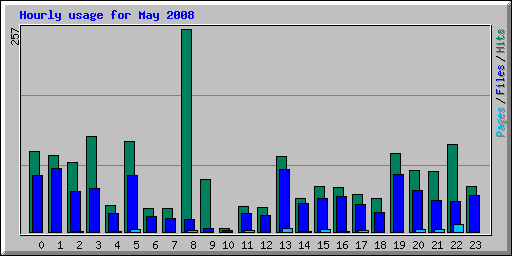 Hourly usage for May 2008
257
Pages/Files/Hits
0 1 2 3 4 5 6 7 8 9 10 11 12 13 14 15 16 17 18 19 20 21 22 23